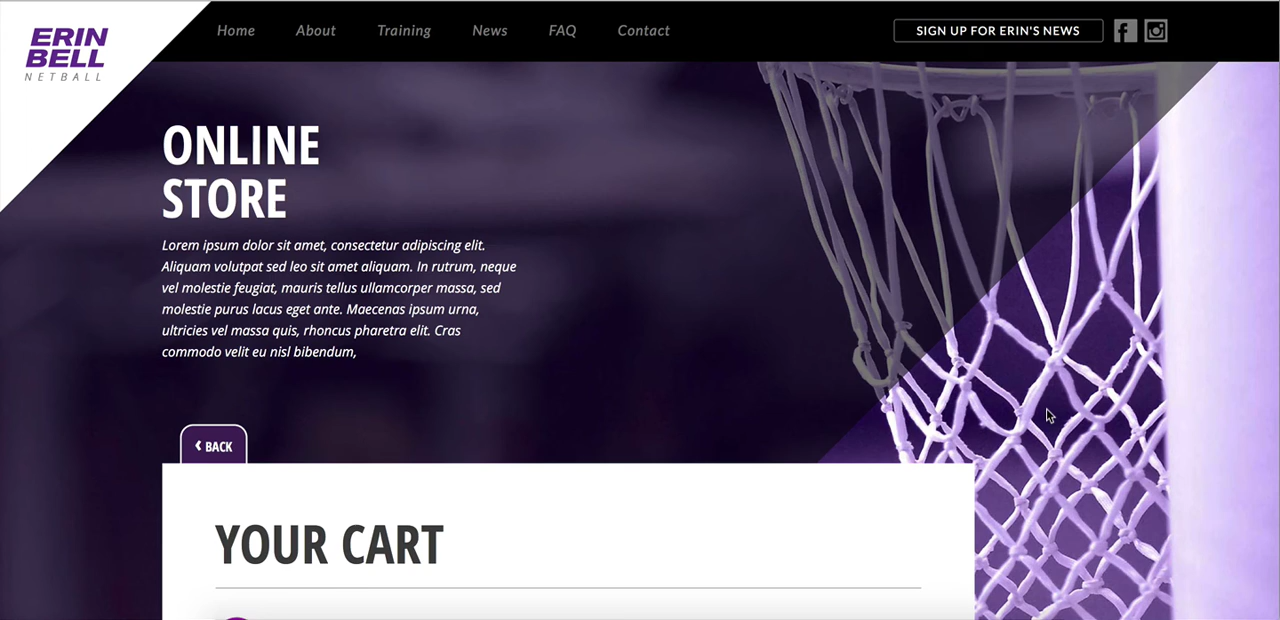 ERIN
BELL
NETBALL
Home About Training News FAQ Contact
SIGN UP FOR ERIN'S NEWS
ONLINE
STORE
Lorem ipsum dolor sit amet, consectetur adipiscing elit.
Aliquam volutpat sed leo sit amet aliquam. In rutrum, neque
vel molestie feugiat, mauris tellus ullamcorper massa, sed
molestie purus lacus eget ante. Maecenas ipsum urna,
ultricies vel massa quis, rhoncus pharetra elit. Cras
commodo velit eu nisl bibendum,
BACK
YOUR CART